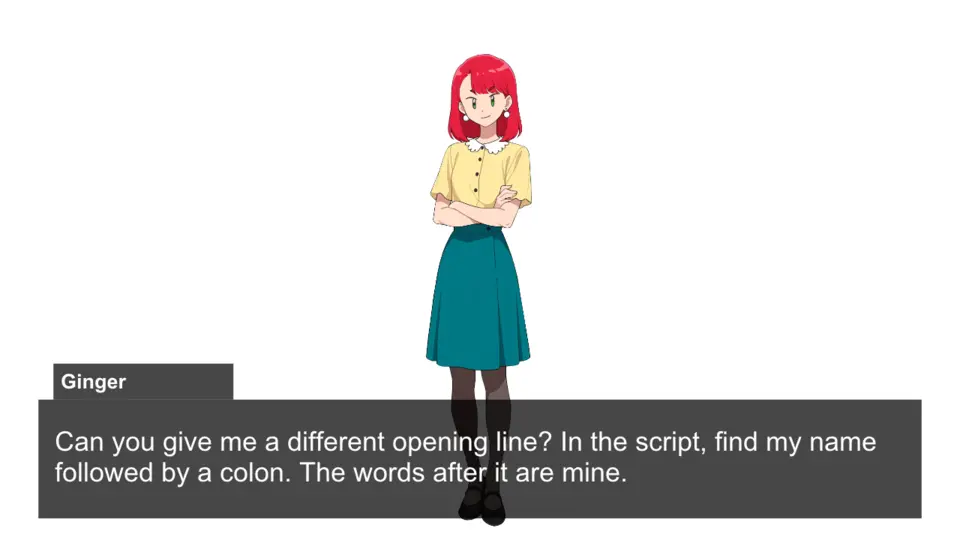 Ginger
Can you give me a different opening line? In the script, find my name
followed by a colon. The words after it are mine.